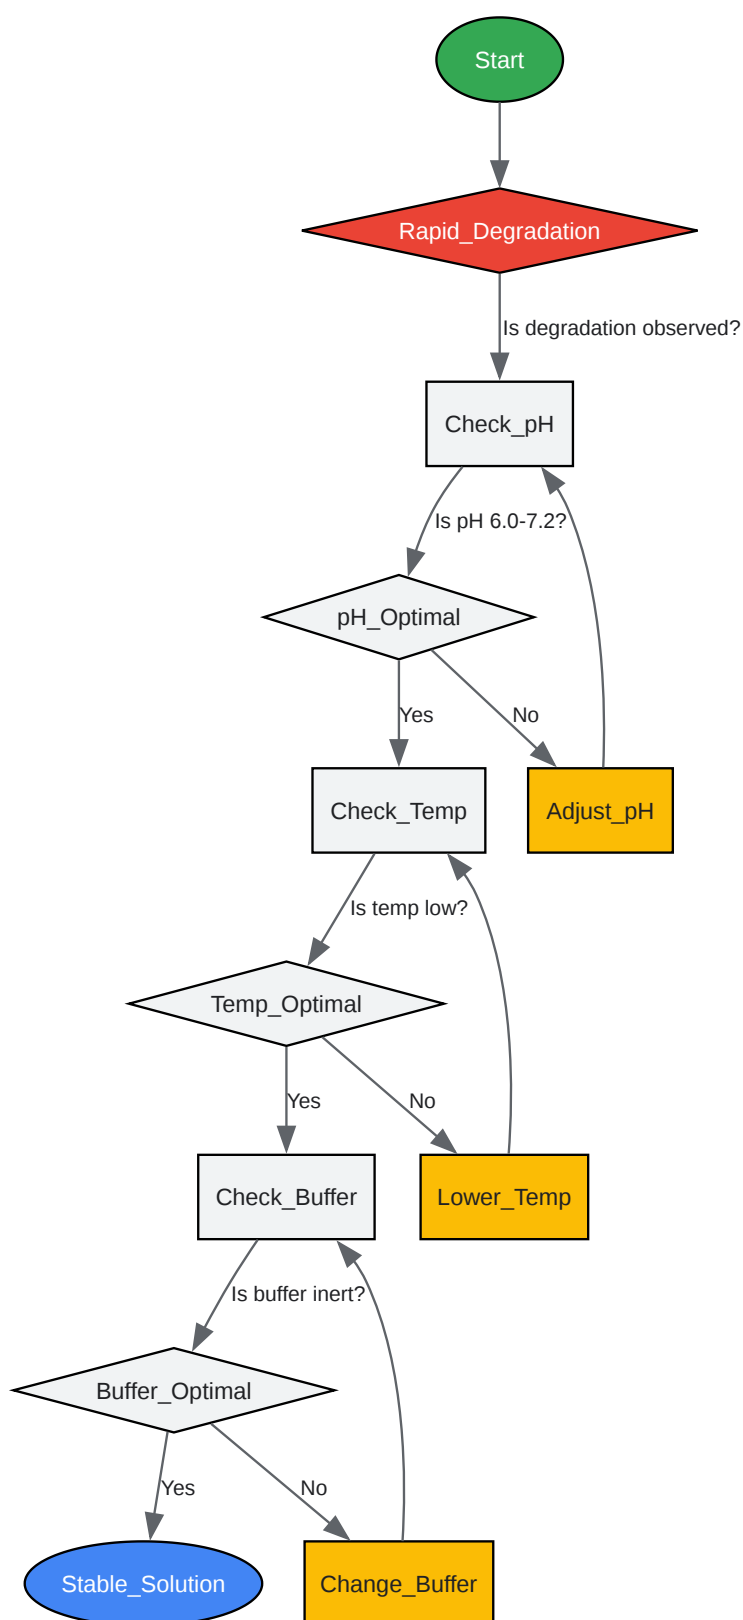 Start
Rapid_Degradation
Is degradation observed?
Check_pH
Is pH 6.0-7.2?
pH_Optimal
Yes
No
Check_Temp
Adjust_pH
Is temp low?
Temp_Optimal
Yes
No
Check_Buffer
Lower_Temp
Is buffer inert?
Buffer_Optimal
Yes
No
Stable_Solution
Change_Buffer